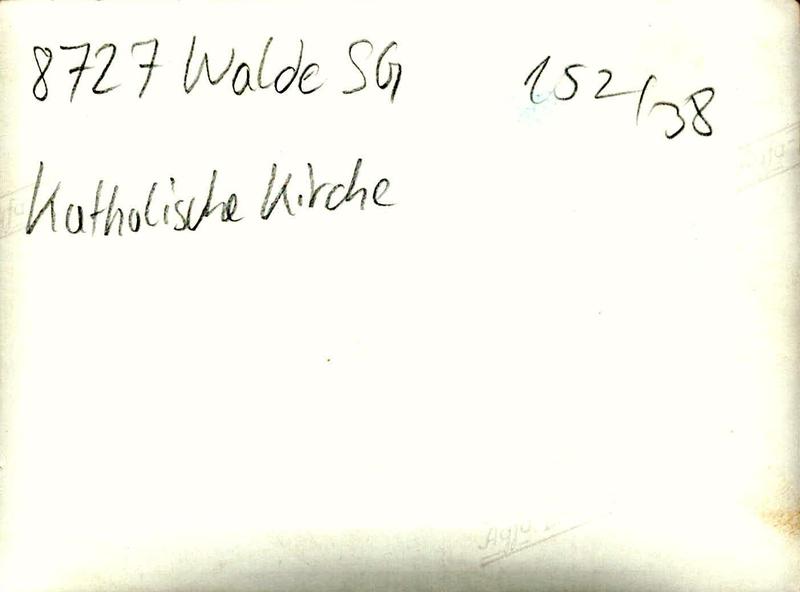 8727 Walde SG 152/38
Katholische Kirche